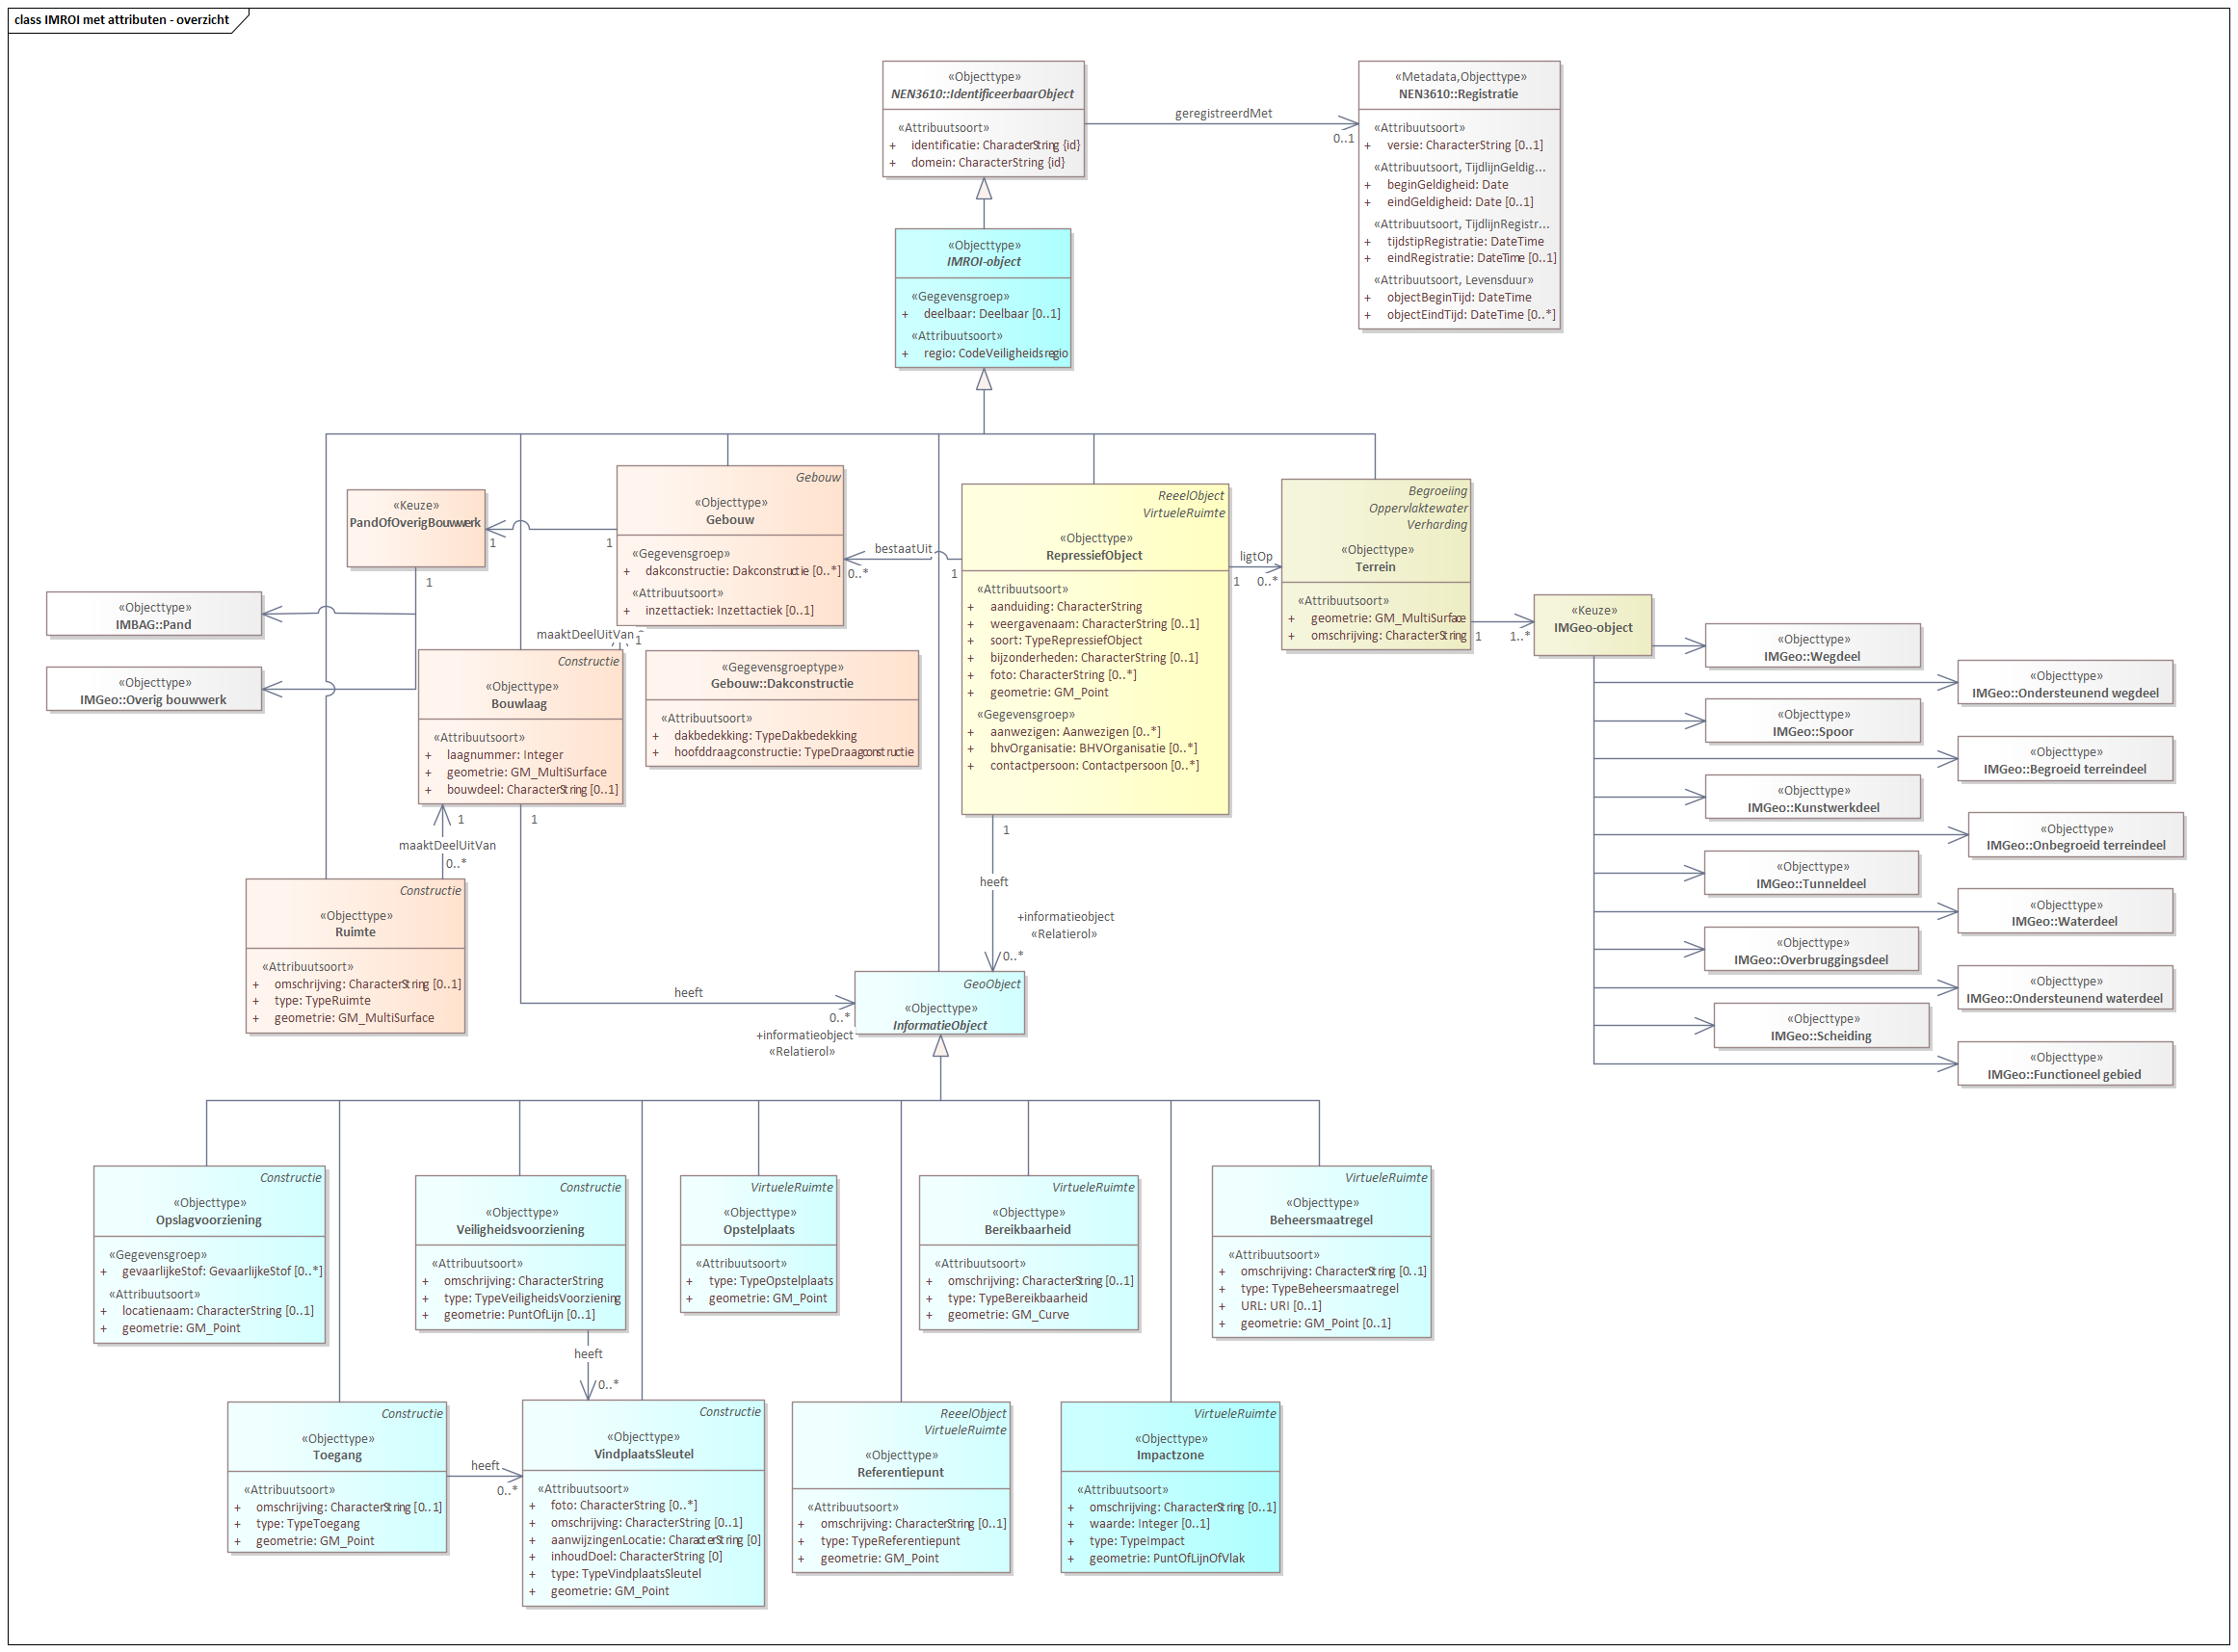 class IMROI met attributen - overzicht
«Objecttype»
NEN3610::IdentificeerbaarObject
«Attribuutsoort»
+ identificatie: CharacterString {id}
+ domein: CharacterString {id}
geregistreerdMet
0..1
«Metadata,Objecttype»
NEN3610::Registratie
«Attribuutsoort»
+ versie: CharacterString [0..1]
«Attribuutsoort, TijdlijnGeldig...
+ beginGeldigheid: Date
+ eindGeldigheid: Date [0..1]
«Attribuutsoort, TijdlijnRegistr...
+ tijdstipRegistratie: DateTime
+ eindRegistratie: DateTime [0..1]
«Attribuutsoort, Levensduur»
+ objectBeginTijd: DateTime
+ objectEindTijd: DateTime [0..*]
«Objecttype»
IMROI-object
«Gegevensgroep»
+ deelbaar: Deelbaar [0..1]
«Attribuutsoort»
+ regio: CodeVeiligheidsregio
«Keuze»
PandOfOverigBouwwerk
1
1
1
Gebouw
«Objecttype»
Gebouw
«Gegevensgroep»
+ dakconstructie: Dakconstructie [0..*]
«Attribuutsoort»
+ inzettactiek: Inzettactiek [0..1]
bestaatUit
0..*
1
ReeelObject
VirtueleRuimte
«Objecttype»
RepressiefObject
«Attribuutsoort»
+ aanduiding: CharacterString
+ weergavenaam: CharacterString [0..1]
+ soort: TypeRepressiefObject
+ bijzonderheden: CharacterString [0..1]
+ foto: CharacterString [0..*]
+ geometrie: GM_Point
«Gegevensgroep»
+ aanwezigen: Aanwezigen [0..*]
+ bhvOrganisatie: BHVOrganisatie [0..*]
+ contactpersoon: Contactpersoon [0..*]
ligtOp
1
0..*
Begroeiing
Oppervlaktewater
Verharding
«Objecttype»
Terrein
«Attribuutsoort»
+ geometrie: GM_MultiSurface
+ omschrijving: CharacterString
1
1..*
«Keuze»
IMGeo-object
«Objecttype»
IMGeo::Wegdeel
«Objecttype»
IMGeo::Ondersteunend wegdeel
«Objecttype»
IMGeo::Spoor
«Objecttype»
IMGeo::Begroeid terreindeel
«Objecttype»
IMGeo::Kunstwerkdeel
«Objecttype»
IMGeo::Onbegroeid terreindeel
«Objecttype»
IMGeo::Tunneldeel
«Objecttype»
IMGeo::Waterdeel
«Objecttype»
IMGeo::Overbruggingsdeel
«Objecttype»
IMGeo::Ondersteunend waterdeel
«Objecttype»
IMGeo::Scheiding
«Objecttype»
IMGeo::Functioneel gebied
«Objecttype»
IMBAG::Pand
«Objecttype»
IMGeo::Overig bouwwerk
maaktDeelUitVan
1
Constructie
«Objecttype»
Bouwlaag
«Attribuutsoort»
+ laagnummer: Integer
+ geometrie: GM_MultiSurface
+ bouwdeel: CharacterString [0..1]
«Gegevensgroeptype»
Gebouw::Dakconstructie
«Attribuutsoort»
+ dakbedekking: TypeDakbedekking
+ hoofddraagconstructie: TypeDraagconstructie
1
1
maaktDeelUitVan
0..*
Constructie
«Objecttype»
Ruimte
«Attribuutsoort»
+ omschrijving: CharacterString [0..1]
+ type: TypeRuimte
+ geometrie: GM_MultiSurface
1
heeft
+informatieobject
«Relatierol»
0..*
heeft
0..*
+informatieobject
«Relatierol»
GeoObject
«Objecttype»
InformatieObject
Constructie
«Objecttype»
Opslagvoorziening
«Gegevensgroep»
+ gevaarlijkeStof: GevaarlijkeStof [0..*]
«Attribuutsoort»
+ locatienaam: CharacterString [0..1]
+ geometrie: GM_Point
Constructie
«Objecttype»
Veiligheidsvoorziening
«Attribuutsoort»
+ omschrijving: CharacterString
+ type: TypeVeiligheidsVoorziening
+ geometrie: PuntOfLijn [0..1]
VirtueleRuimte
«Objecttype»
Opstelplaats
«Attribuutsoort»
+ type: TypeOpstelplaats
+ geometrie: GM_Point
VirtueleRuimte
«Objecttype»
Bereikbaarheid
«Attribuutsoort»
+ omschrijving: CharacterString [0..1]
+ type: TypeBereikbaarheid
+ geometrie: GM_Curve
VirtueleRuimte
«Objecttype»
Beheersmaatregel
«Attribuutsoort»
+ omschrijving: CharacterString [0..1]
+ type: TypeBeheersmaatregel
+ URL: URI [0..1]
+ geometrie: GM_Point [0..1]
heeft
0..*
Constructie
«Objecttype»
Toegang
«Attribuutsoort»
+ omschrijving: CharacterString [0..1]
+ type: TypeToegang
+ geometrie: GM_Point
heeft
0..*
Constructie
«Objecttype»
VindplaatsSleutel
«Attribuutsoort»
+ foto: CharacterString [0..*]
+ omschrijving: CharacterString [0..1]
+ aanwijzingenLocatie: CharacterString [0]
+ inhoudDoel: CharacterString [0]
+ type: TypeVindplaatsSleutel
+ geometrie: GM_Point
ReeelObject
VirtueleRuimte
«Objecttype»
Referentiepunt
«Attribuutsoort»
+ omschrijving: CharacterString [0..1]
+ type: TypeReferentiepunt
+ geometrie: GM_Point
VirtueleRuimte
«Objecttype»
Impactzone
«Attribuutsoort»
+ omschrijving: CharacterString [0..1]
+ waarde: Integer [0..1]
+ type: TypeImpact
+ geometrie: PuntOfLijnOfVlak